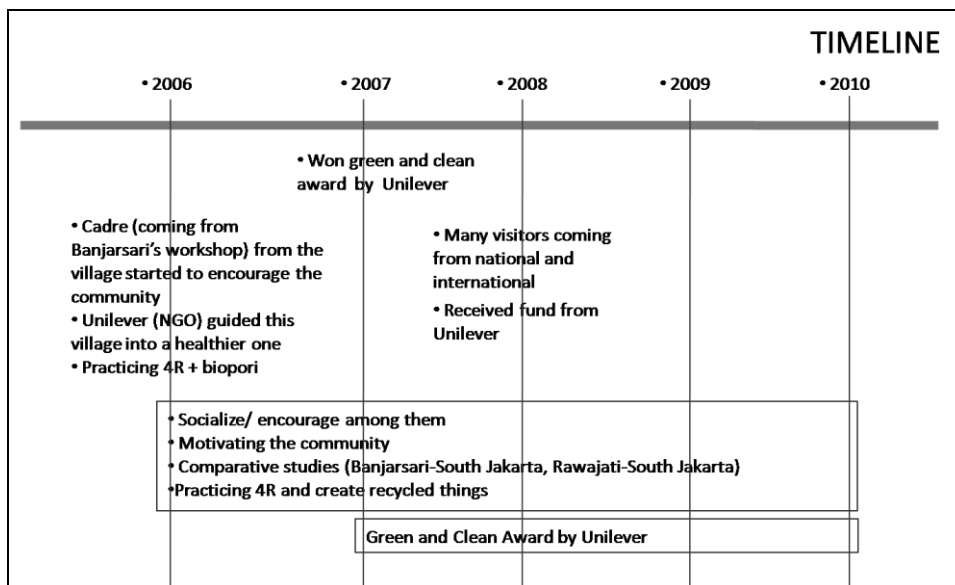 TIMELINE
• 2006 • 2007 • 2008 • 2009 • 2010
• Won green and clean
award by Unilever
• Cadre (coming from
Banjarsari's workshop) from the
village started to encourage the
community
• Unilever (NGO) guided this
village into a healthier one
• Practicing 4R + biopori
• Many visitors coming
from national and
international
• Received fund from
Unilever
• Socialize/ encourage among them
• Motivating the community
• Comparative studies (Banjarsari-South Jakarta, Rawajati-South Jakarta)
•Practicing 4R and create recycled things
Green and Clean Award by Unilever